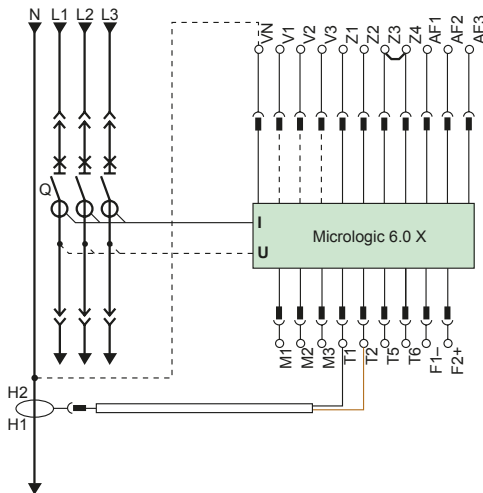 N L1 L2 L3
VN V1 V2 V3 Z1 Z2 Z3 Z4 AF1 AF2 AF3
Q
I
U
Micrologic 6.0 X
M1 M2 M3 T1 T2 T5 T6 F1– F2+
H2
H1